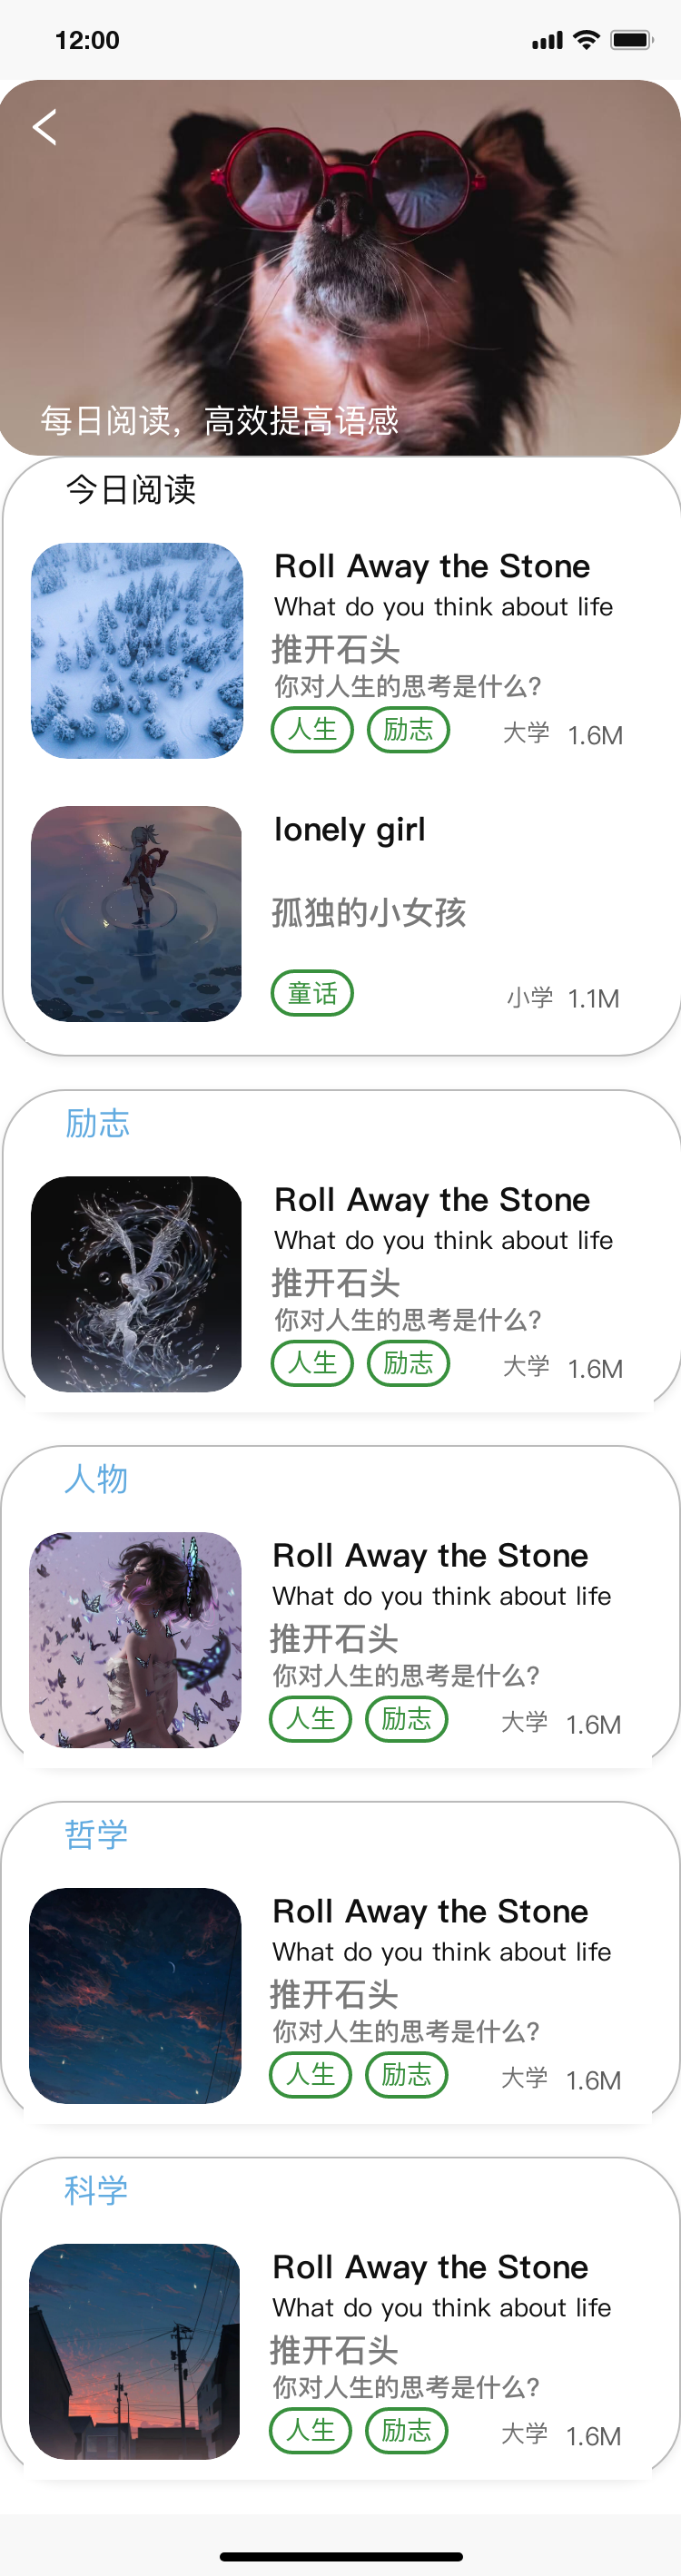 12:00
每日阅读，高效提高语感
今日阅读
Roll Away the Stone
What do you think about life
推开石头
你对人生的思考是什么?
人生 励志 大学 1.6M
lonely girl
孤独的小女孩
童话 小学 1.1M
励志
Roll Away the Stone
What do you think about life
推开石头
你对人生的思考是什么?
人生 励志 大学 1.6M
人物
Roll Away the Stone
What do you think about life
推开石头
你对人生的思考是什么?
人生 励志 大学 1.6M
哲学
Roll Away the Stone
What do you think about life
推开石头
你对人生的思考是什么?
人生 励志 大学 1.6M
科学
Roll Away the Stone
What do you think about life
推开石头
你对人生的思考是什么?
人生 励志 大学 1.6M